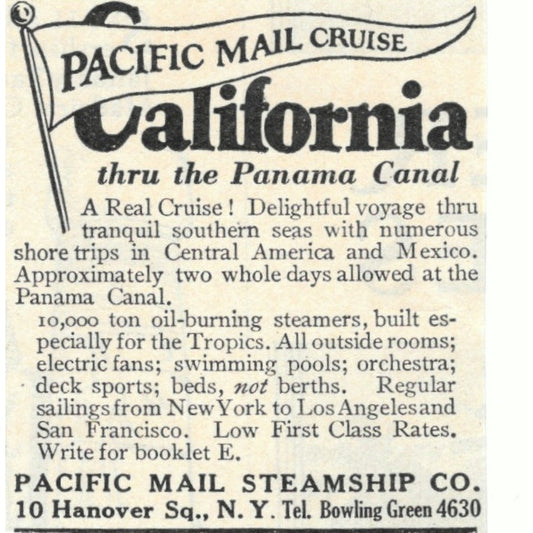 PACIFIC MAIL CRUISE
California
thru the Panama Canal
A Real Cruise! Delightful voyage thru
tranquil southern seas with numerous
shore trips in Central America and Mexico.
Approximately two whole days allowed at the
Panama Canal.
10,000 ton oil-burning steamers, built es-
pecially for the Tropics. All outside rooms;
electric fans; swimming pools; orchestra;
deck sports; beds, not berths. Regular
sailings from New York to Los Angeles and
San Francisco. Low First Class Rates.
Write for booklet E.
PACIFIC MAIL STEAMSHIP CO.
10 Hanover Sq., N. Y. Tel. Bowling Green 4630